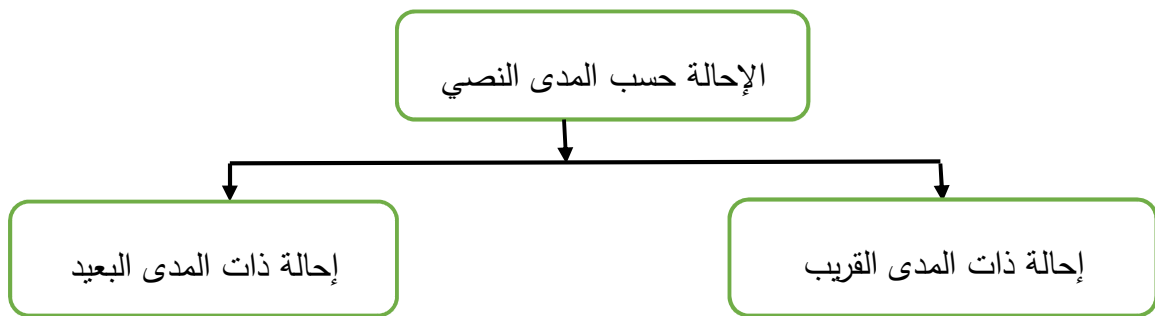 الإحالة حسب المدى النصي
إحالة ذات المدى القريب
إحالة ذات المدى البعيد